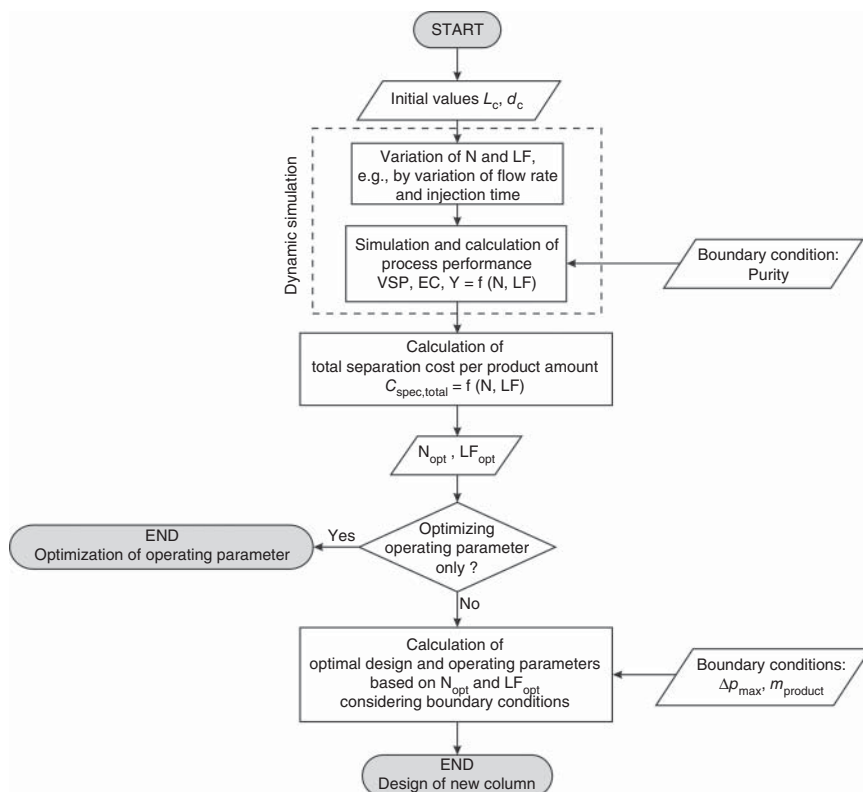 START
Initial values L_c, d_c
Dynamic simulation
Variation of N and LF,
e.g., by variation of flow rate
and injection time
Simulation and calculation of
process performance
VSP, EC, Y = f (N, LF)
Boundary condition:
Purity
Calculation of
total separation cost per product amount
C_spec,total = f (N, LF)
N_opt , LF_opt
Optimizing
operating parameter
only ?
Yes
END
Optimization of operating parameter
No
Calculation of
optimal design and operating parameters
based on N_opt and LF_opt
considering boundary conditions
Boundary conditions:
Δp_max, m_product
END
Design of new column